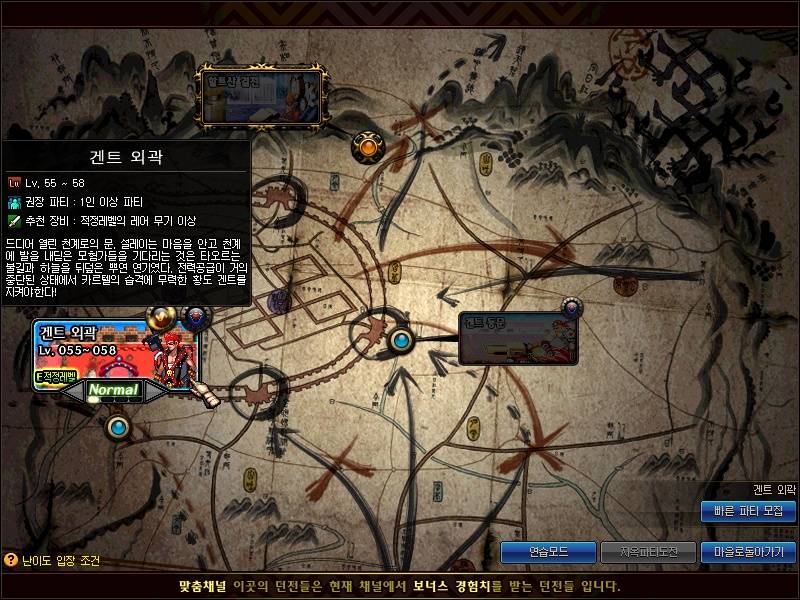 겐트 외곽
Lv. 55 ~ 58
권장 파티 : 1인 이상 파티
추천 장비 : 적정레벨의 레어 무기 이상
드디어 열린 천계로의 문, 설레이는 마음을 안고 천계
에 발을 내딛은 모험가들을 기다리는 것은 타오르는
불길과 하늘을 뒤덮은 뿌연 연기였다. 전력공급이 거의
중단된 상태에서 카르텔의 습격에 무력한 황도 겐트를
지켜야한다!
겐트 외곽
Lv. 055~058
E적정레벨
Normal
겐트 동문
겐트 외곽
빠른 파티 모집
연습모드
지옥파티도전
마을로돌아가기
난이도 입장 조건
맞춤채널 이곳의 던전들은 현재 채널에서 보너스 경험치를 받는 던전들 입니다.